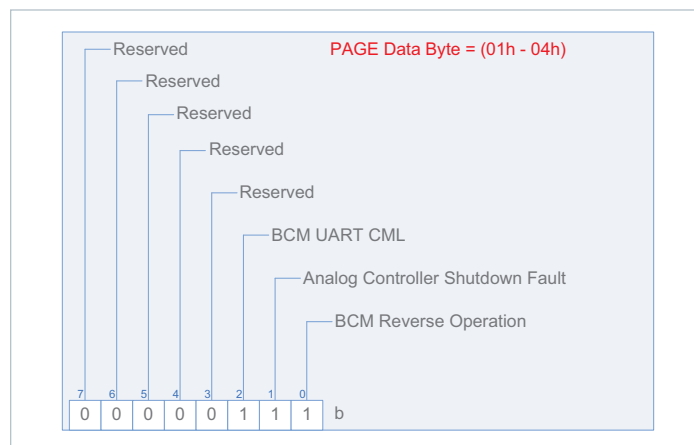 Reserved
PAGE Data Byte = (01h - 04h)
Reserved
Reserved
Reserved
Reserved
BCM UART CML
Analog Controller Shutdown Fault
BCM Reverse Operation
7 6 5 4 3 2 1 0
0 0 0 0 0 1 1 1 b